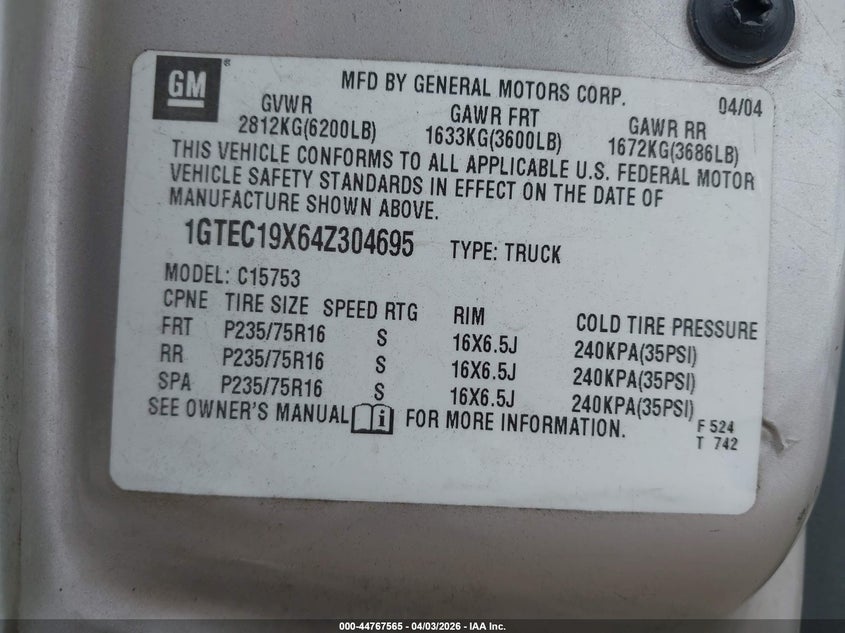 GM ®
MFD BY GENERAL MOTORS CORP. 04/04
GVWR GAWR FRT GAWR RR
2812KG(6200LB) 1633KG(3600LB) 1672KG(3686LB)
THIS VEHICLE CONFORMS TO ALL APPLICABLE U.S. FEDERAL MOTOR
VEHICLE SAFETY STANDARDS IN EFFECT ON THE DATE OF
MANUFACTURE SHOWN ABOVE.
1GTEC19X64Z304695 TYPE: TRUCK
MODEL: C15753
CPNE TIRE SIZE SPEED RTG RIM COLD TIRE PRESSURE
FRT P235/75R16 S 16X6.5J 240KPA(35PSI)
RR P235/75R16 S 16X6.5J 240KPA(35PSI)
SPA P235/75R16 S 16X6.5J 240KPA(35PSI)
SEE OWNER'S MANUAL i FOR MORE INFORMATION.
F 524
T 742
000-44767565 - 04/03/2026 - IAA Inc.